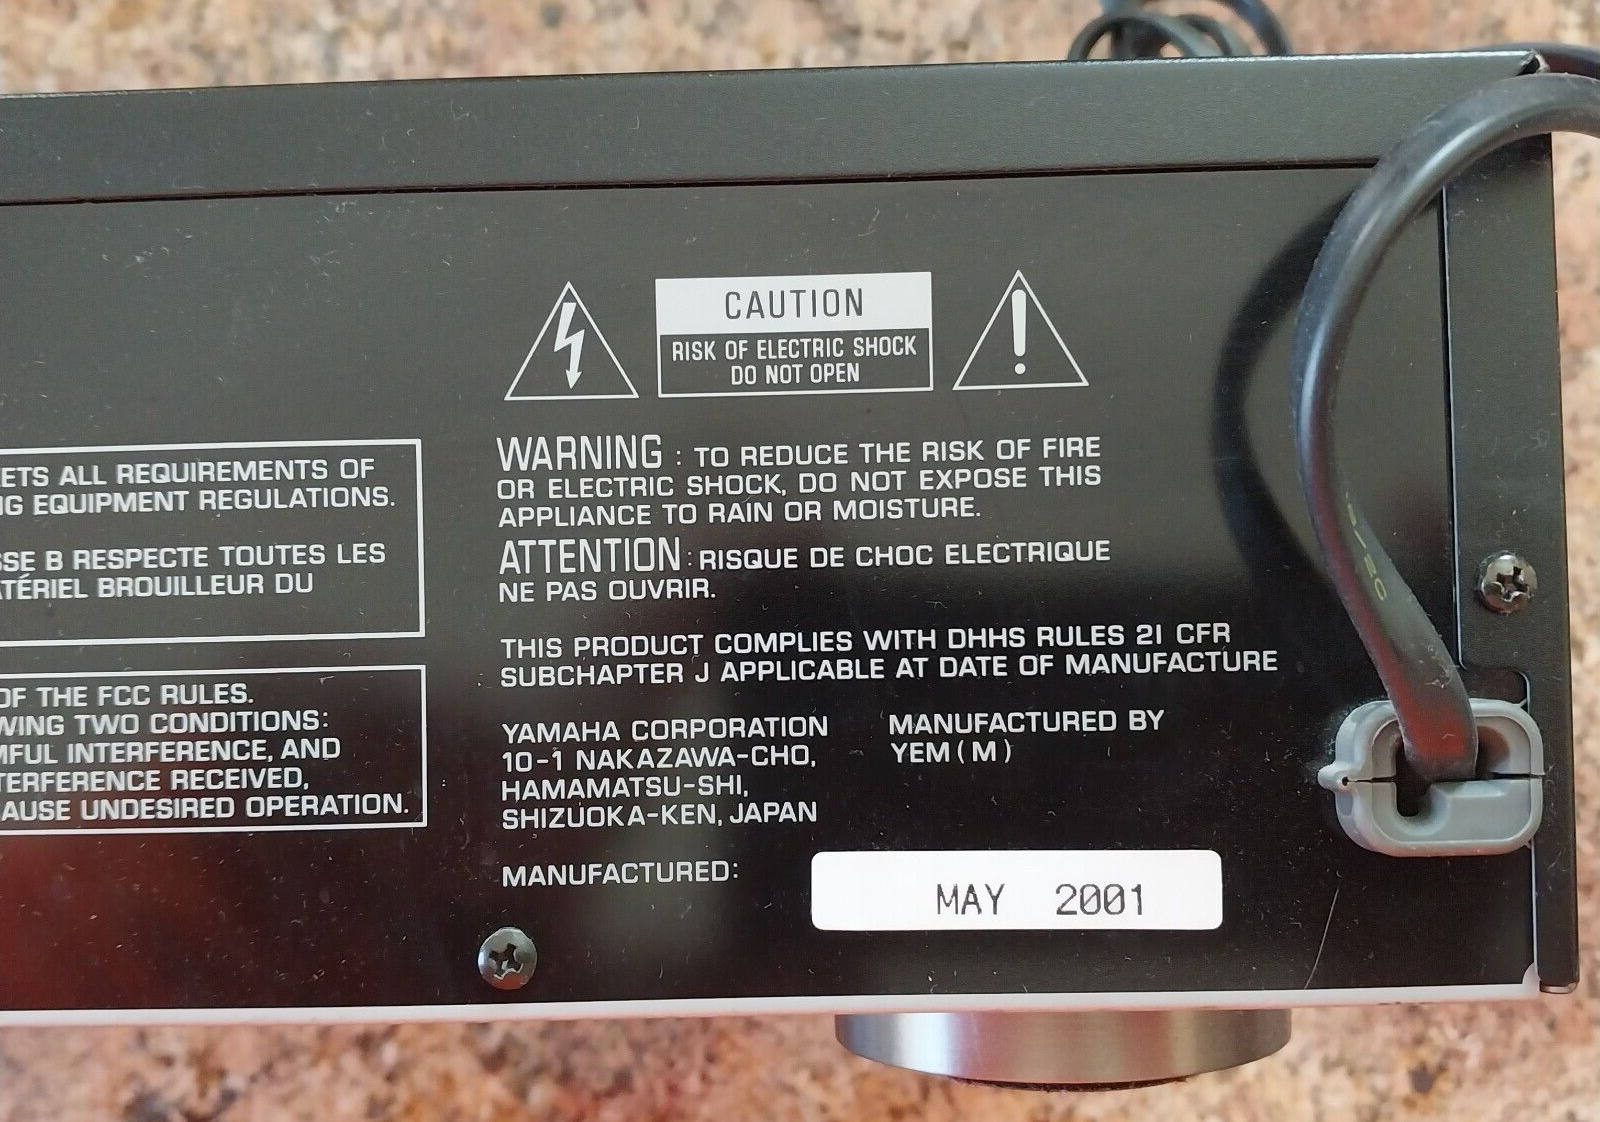 CAUTION
RISK OF ELECTRIC SHOCK
DO NOT OPEN
ETS ALL REQUIREMENTS OF
NG EQUIPMENT REGULATIONS.
SSE B RESPECTE TOUTES LES
ATÉRIEL BROUILLEUR DU
OF THE FCC RULES.
WING TWO CONDITIONS:
MFUL INTERFERENCE, AND
TERFERENCE RECEIVED,
AUSE UNDESIRED OPERATION.
WARNING : TO REDUCE THE RISK OF FIRE
OR ELECTRIC SHOCK, DO NOT EXPOSE THIS
APPLIANCE TO RAIN OR MOISTURE.
ATTENTION : RISQUE DE CHOC ELECTRIQUE
NE PAS OUVRIR.
THIS PRODUCT COMPLIES WITH DHHS RULES 21 CFR
SUBCHAPTER J APPLICABLE AT DATE OF MANUFACTURE
YAMAHA CORPORATION
10-1 NAKAZAWA-CHO,
HAMAMATSU-SHI,
SHIZUOKA-KEN, JAPAN
MANUFACTURED BY
YEM (M)
MANUFACTURED:
MAY 2001